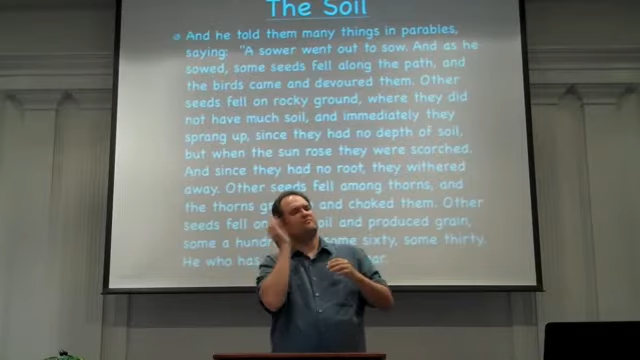 The Soil
And he told them many things in parables,
saying: "A sower went out to sow. And as he
sowed, some seeds fell along the path, and
the birds came and devoured them. Other
seeds fell on rocky ground, where they did
not have much soil, and immediately they
sprang up, since they had no depth of soil,
but when the sun rose they were scorched.
And since they had no root, they withered
away. Other seeds fell among thorns, and
the thorns and choked them. Other
seeds fell and produced grain,
some a some sixty, some thirty.
He who has